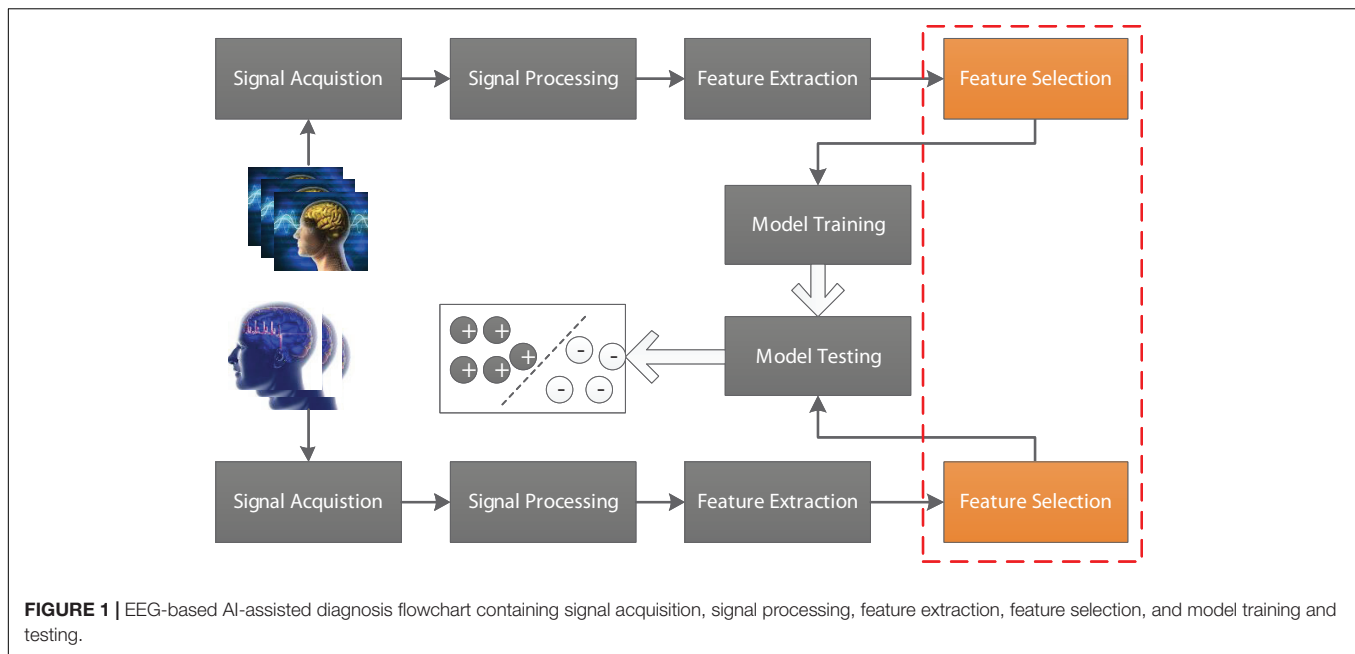 Signal Acquistion
Signal Processing
Feature Extraction
Feature Selection
Model Training
+ + + + +
- - - - -
Model Testing
Signal Acquistion
Signal Processing
Feature Extraction
Feature Selection
FIGURE 1 | EEG-based AI-assisted diagnosis flowchart containing signal acquisition, signal processing, feature extraction, feature selection, and model training and
testing.